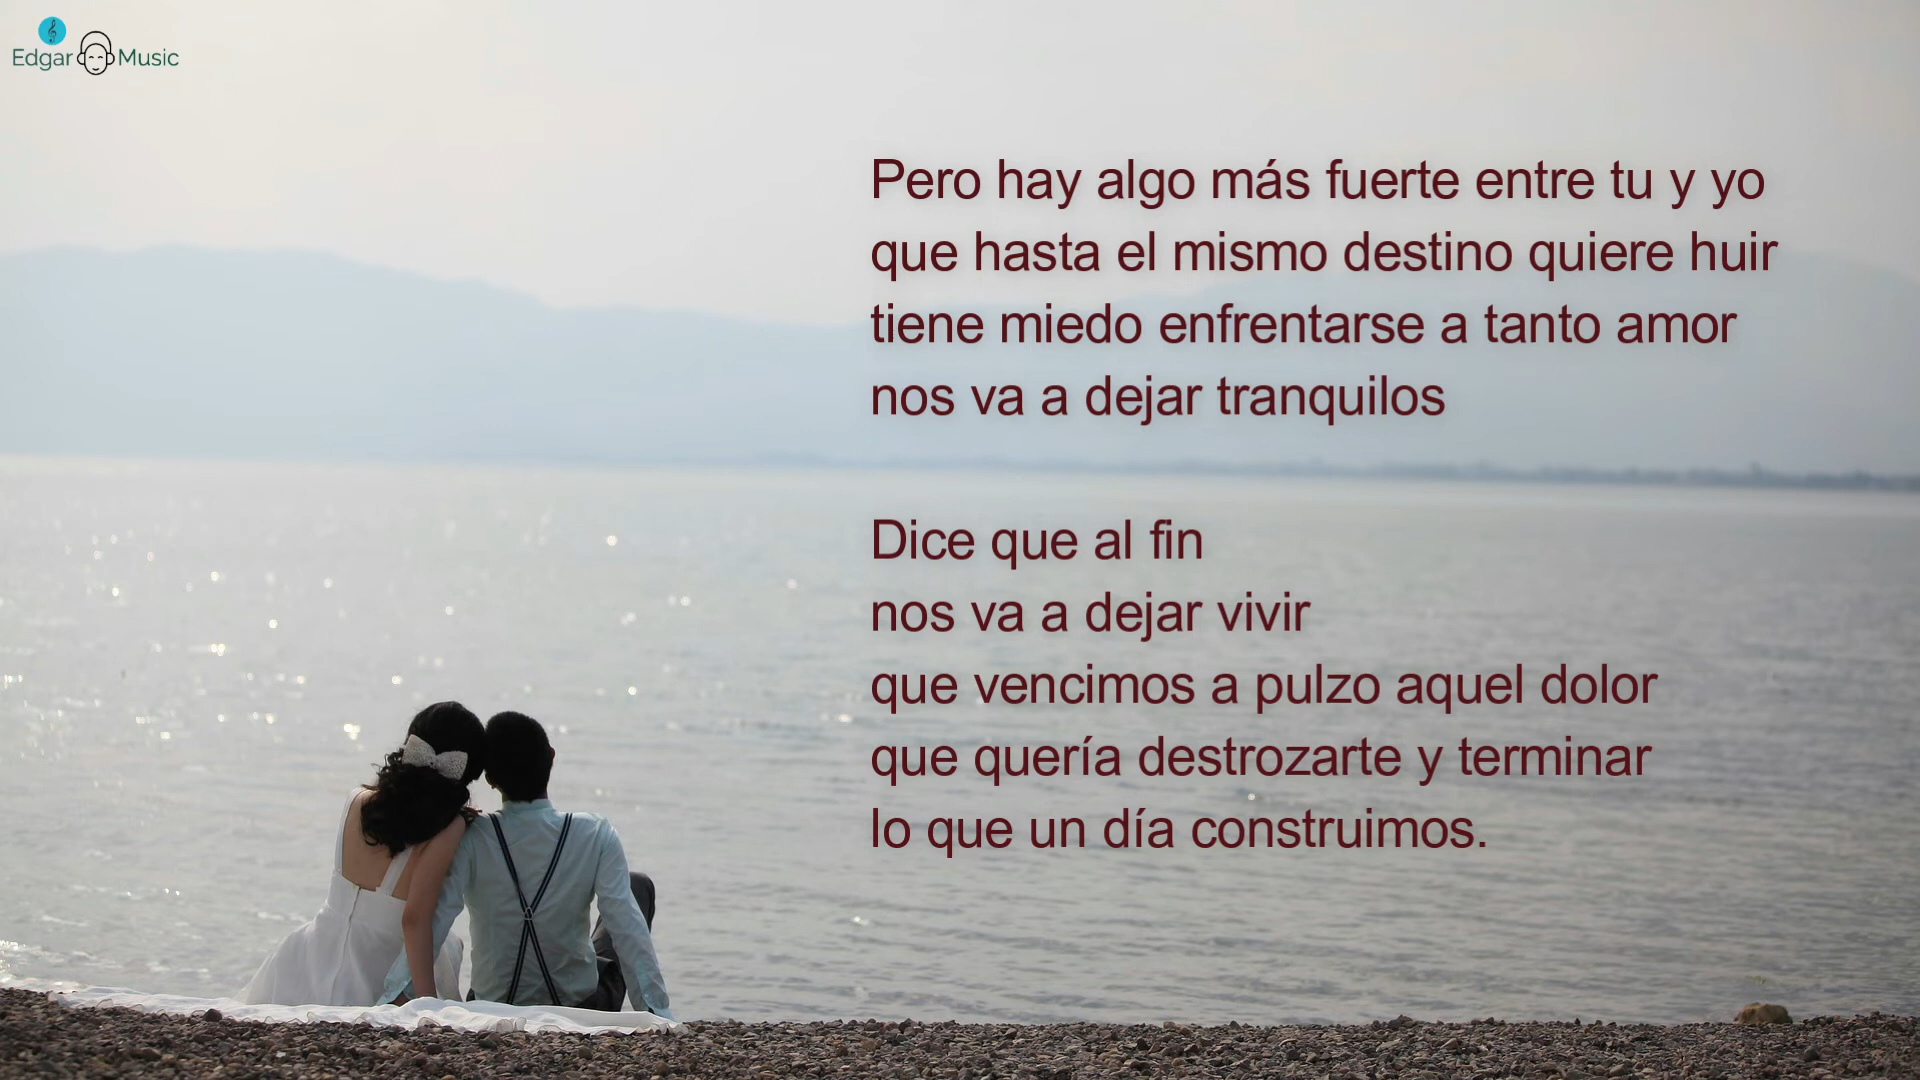 Edgar Music
Pero hay algo más fuerte entre tu y yo
que hasta el mismo destino quiere huir
tiene miedo enfrentarse a tanto amor
nos va a dejar tranquilos
Dice que al fin
nos va a dejar vivir
que vencimos a pulzo aquel dolor
que quería destrozarte y terminar
lo que un día construimos.